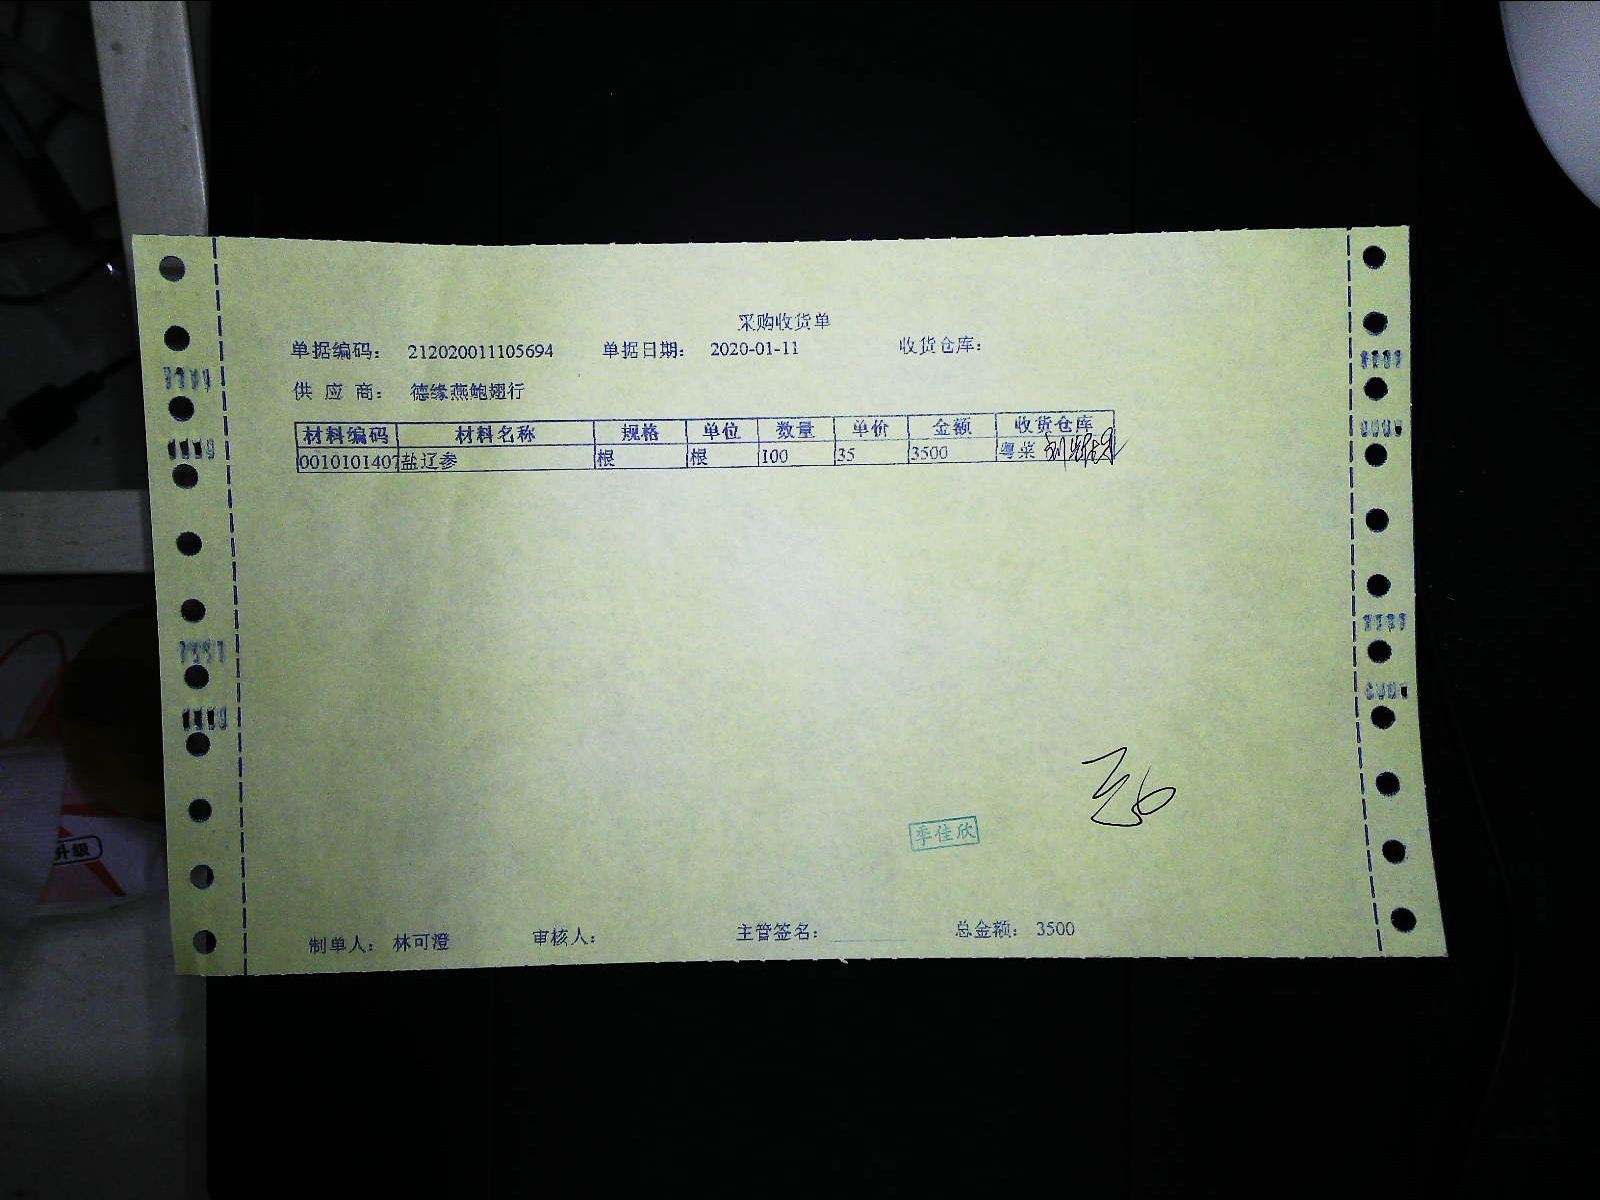 采购收货单
单据编码： 212020011105694 单据日期： 2020-01-11 收货仓库：
供 应 商： 德缘燕鲍翅行
材料编码 材料名称 规格 单位 数量 单价 金额 收货仓库
0010101407 盐辽参 根 根 100 35 3500 粤菜
季佳欣
制单人： 林可澄 审核人： 主管签名： 总金额： 3500
升級